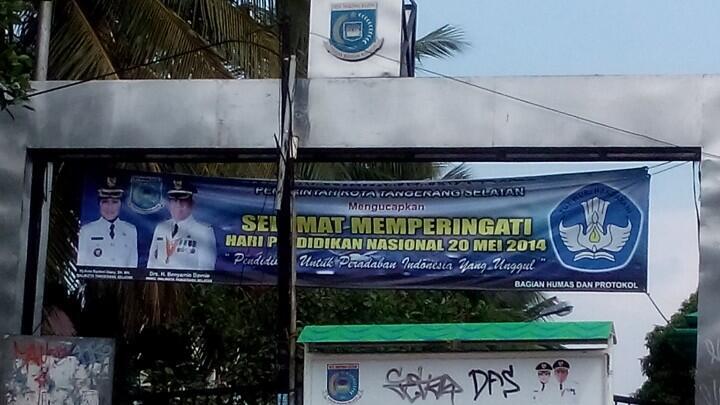 PEMERINTAH KOTA TANGERANG SELATAN
Mengucapkan
SELAMAT MEMPERINGATI
HARI PENDIDIKAN NASIONAL 20 MEI 2014
" Pendidikan Untuk Peradaban Indonesia Yang Unggul "
Drs. H. Benyamin Davnie
BAGIAN HUMAS DAN PROTOKOL
DPS